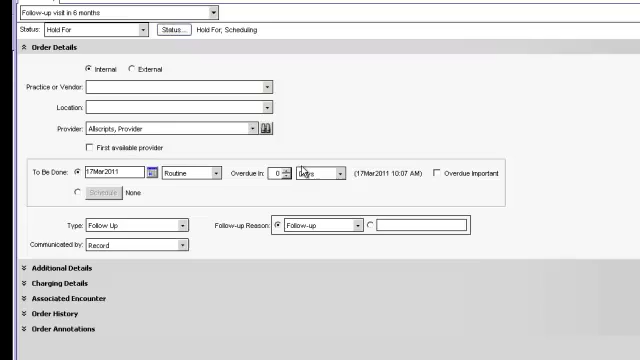 Follow-up visit in 6 months
Status: Hold For Status... Hold For, Scheduling
Order Details
Internal External
Practice or Vendor:
Location:
Provider: Allscripts, Provider
First available provider
To Be Done: 17Mar2011 Routine Overdue In: 0 Days (17Mar2011 10:07 AM) Overdue Important
Schedule None
Type: Follow Up Follow-up Reason: Follow-up
Communicated by: Record
Additional Details
Charging Details
Associated Encounter
Order History
Order Annotations